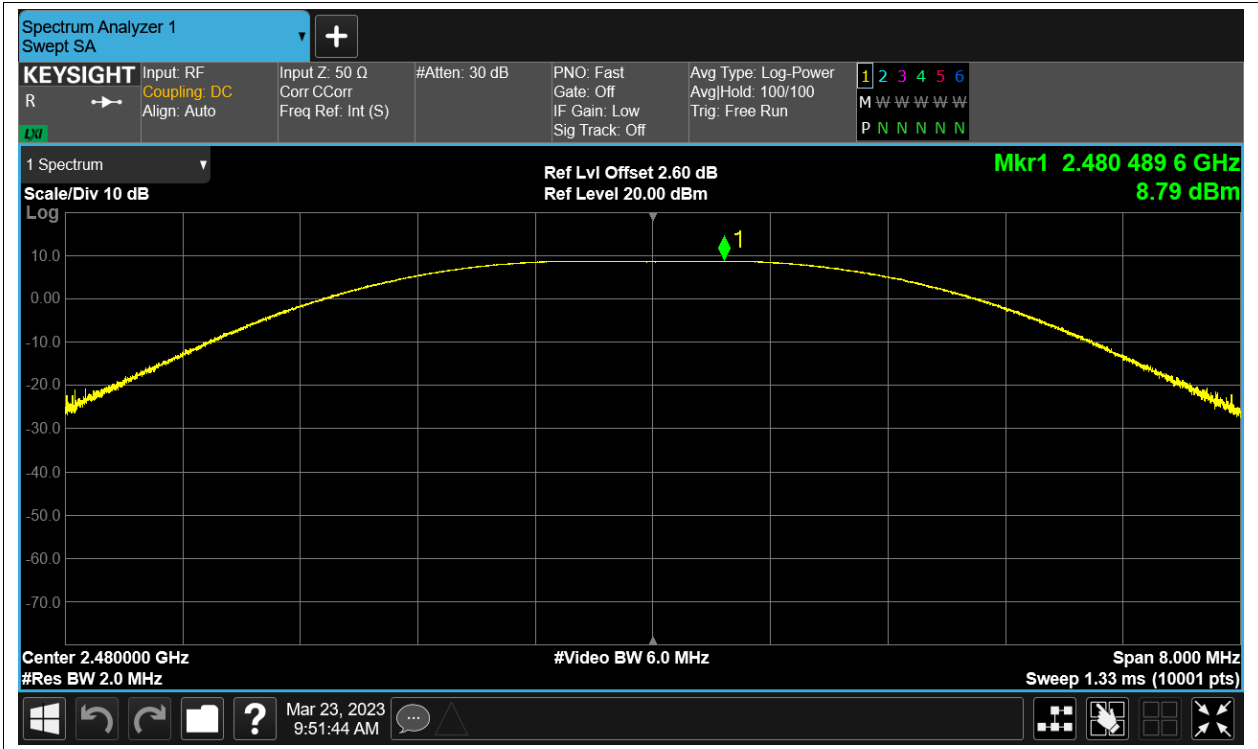 Spectrum Analyzer 1
Swept SA
KEYSIGHT
R
LXI
Input: RF
Coupling: DC
Align: Auto
Input Z: 50 Ω
Corr CCorr
Freq Ref: Int (S)
#Atten: 30 dB
PNO: Fast
Gate: Off
IF Gain: Low
Sig Track: Off
Avg Type: Log-Power
Avg|Hold: 100/100
Trig: Free Run
1 2 3 4 5 6
M W W W W W
P N N N N N
1 Spectrum
Scale/Div 10 dB
Log
Ref Lvl Offset 2.60 dB
Ref Level 20.00 dBm
Mkr1 2.480 489 6 GHz
8.79 dBm
1
10.0
0.00
-10.0
-20.0
-30.0
-40.0
-50.0
-60.0
-70.0
Center 2.480000 GHz
#Res BW 2.0 MHz
#Video BW 6.0 MHz
Span 8.000 MHz
Sweep 1.33 ms (10001 pts)
?
Mar 23, 2023
9:51:44 AM